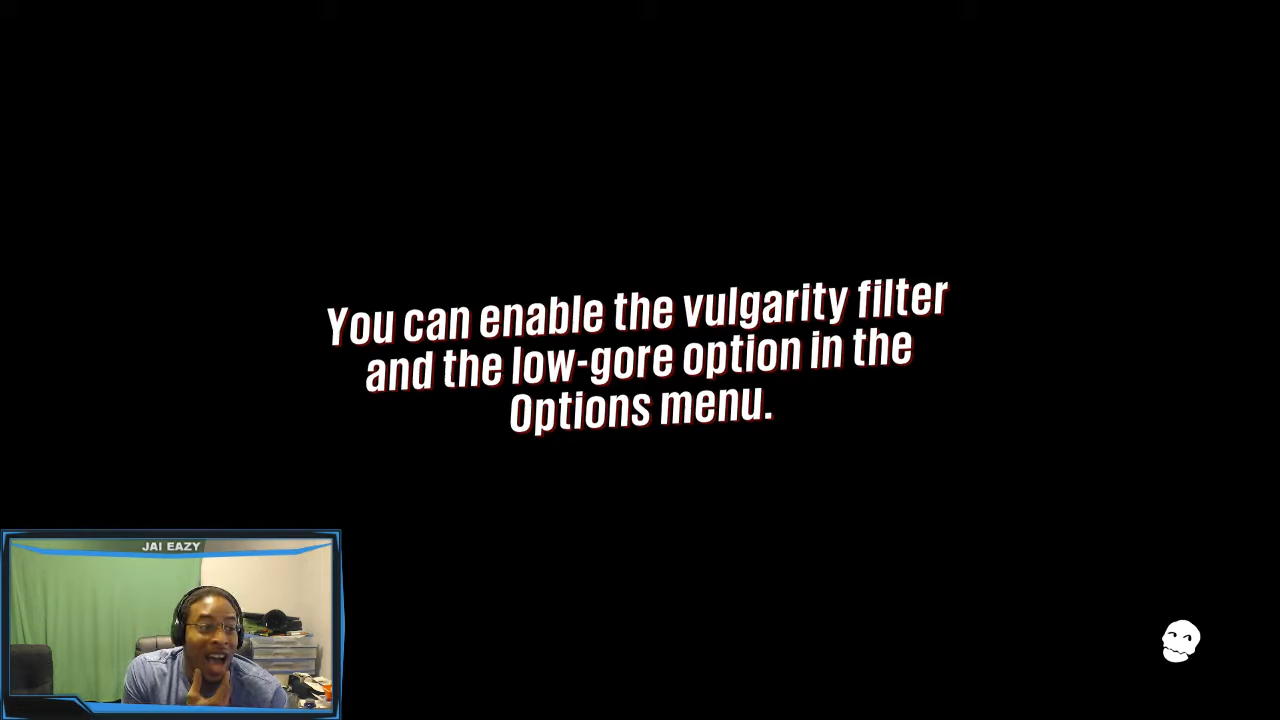 You can enable the vulgarity filter
and the low-gore option in the
Options menu.
JAI EAZY